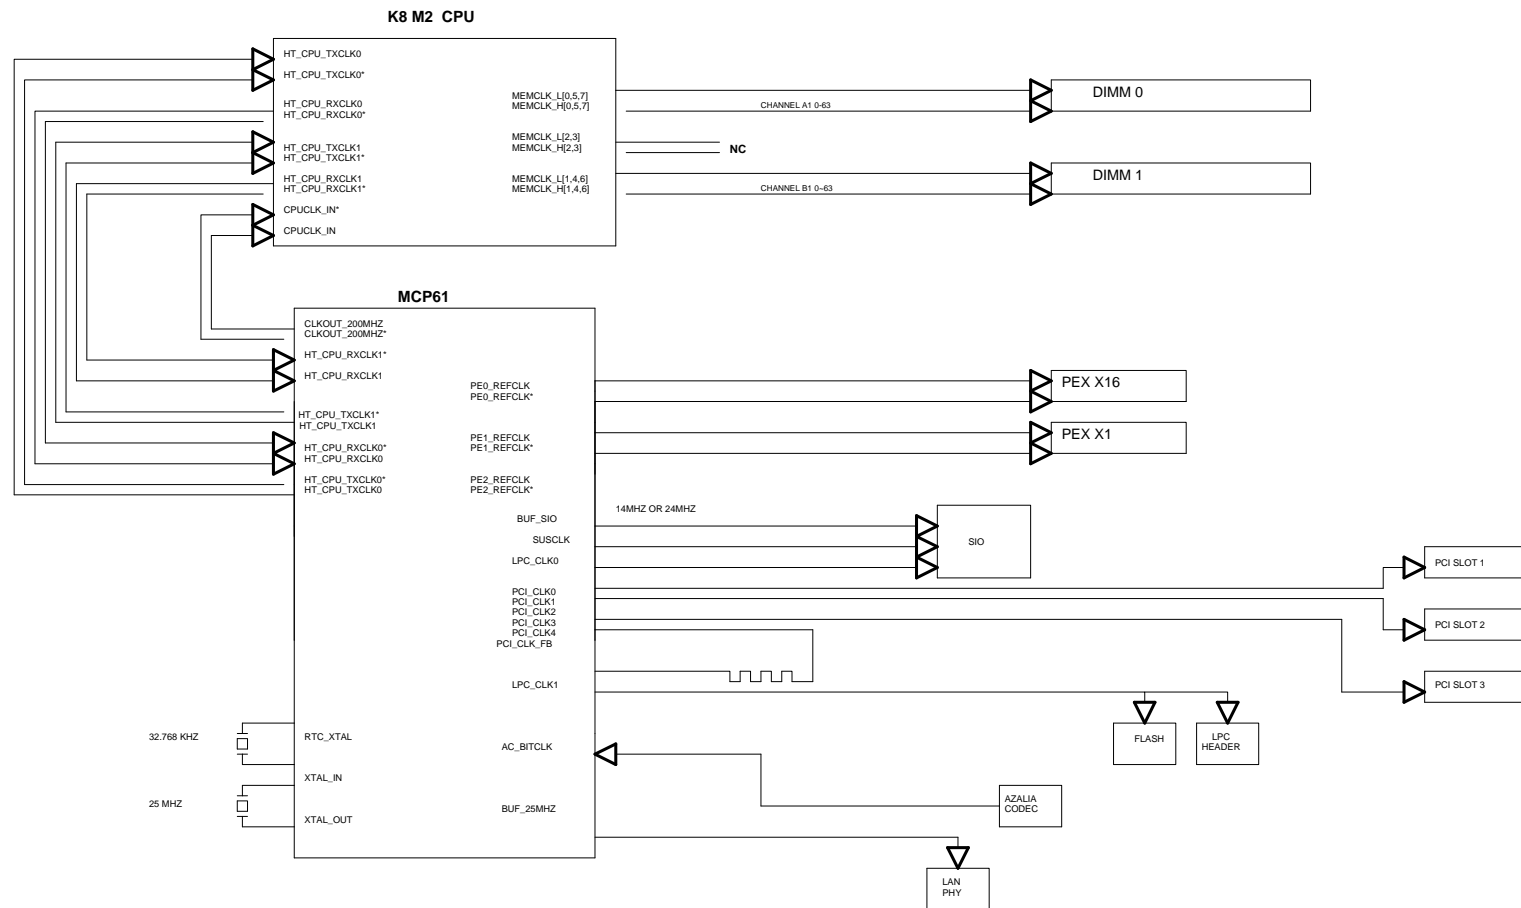 K8 M2 CPU
HT_CPU_TXCLK0
HT_CPU_TXCLK0*
HT_CPU_RXCLK0
HT_CPU_RXCLK0*
HT_CPU_TXCLK1
HT_CPU_TXCLK1*
HT_CPU_RXCLK1
HT_CPU_RXCLK1*
CPUCLK_IN*
CPUCLK_IN
MEMCLK_L[0,5,7]
MEMCLK_H[0,5,7]
MEMCLK_L[2,3]
MEMCLK_H[2,3]
MEMCLK_L[1,4,6]
MEMCLK_H[1,4,6]
CHANNEL A1 0-63
NC
CHANNEL B1 0~63
DIMM 0
DIMM 1
MCP61
CLKOUT_200MHZ
CLKOUT_200MHZ*
HT_CPU_RXCLK1*
HT_CPU_RXCLK1
HT_CPU_TXCLK1*
HT_CPU_TXCLK1
HT_CPU_RXCLK0*
HT_CPU_RXCLK0
HT_CPU_TXCLK0*
HT_CPU_TXCLK0
PE0_REFCLK
PE0_REFCLK*
PE1_REFCLK
PE1_REFCLK*
PE2_REFCLK
PE2_REFCLK*
BUF_SIO
SUSCLK
LPC_CLK0
PCI_CLK0
PCI_CLK1
PCI_CLK2
PCI_CLK3
PCI_CLK4
PCI_CLK_FB
LPC_CLK1
AC_BITCLK
BUF_25MHZ
RTC_XTAL
XTAL_IN
XTAL_OUT
32.768 KHZ
25 MHZ
PEX X16
PEX X1
14MHZ OR 24MHZ
SIO
PCI SLOT 1
PCI SLOT 2
PCI SLOT 3
FLASH
LPC
HEADER
AZALIA
CODEC
LAN
PHY